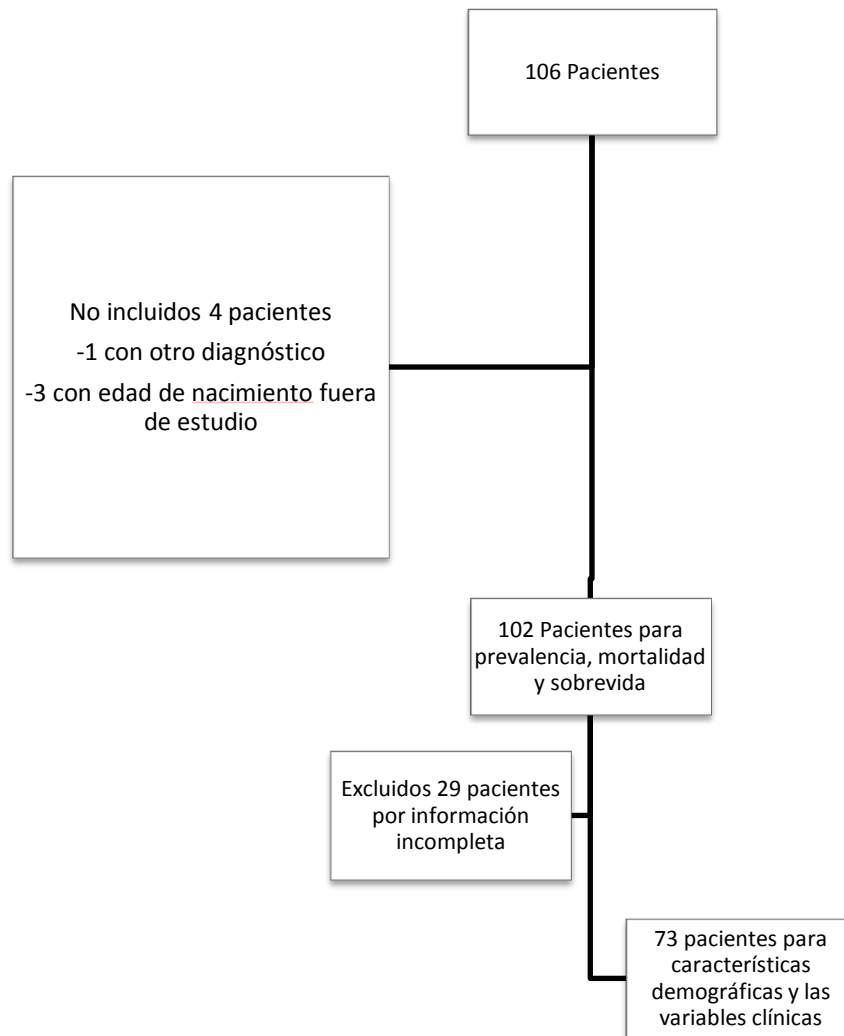 106 Pacientes
No incluidos 4 pacientes
-1 con otro diagnóstico
-3 con edad de nacimiento fuera
de estudio
102 Pacientes para
prevalencia, mortalidad
y sobrevida
Excluidos 29 pacientes
por información
incompleta
73 pacientes para
características
demográficas y las
variables clínicas